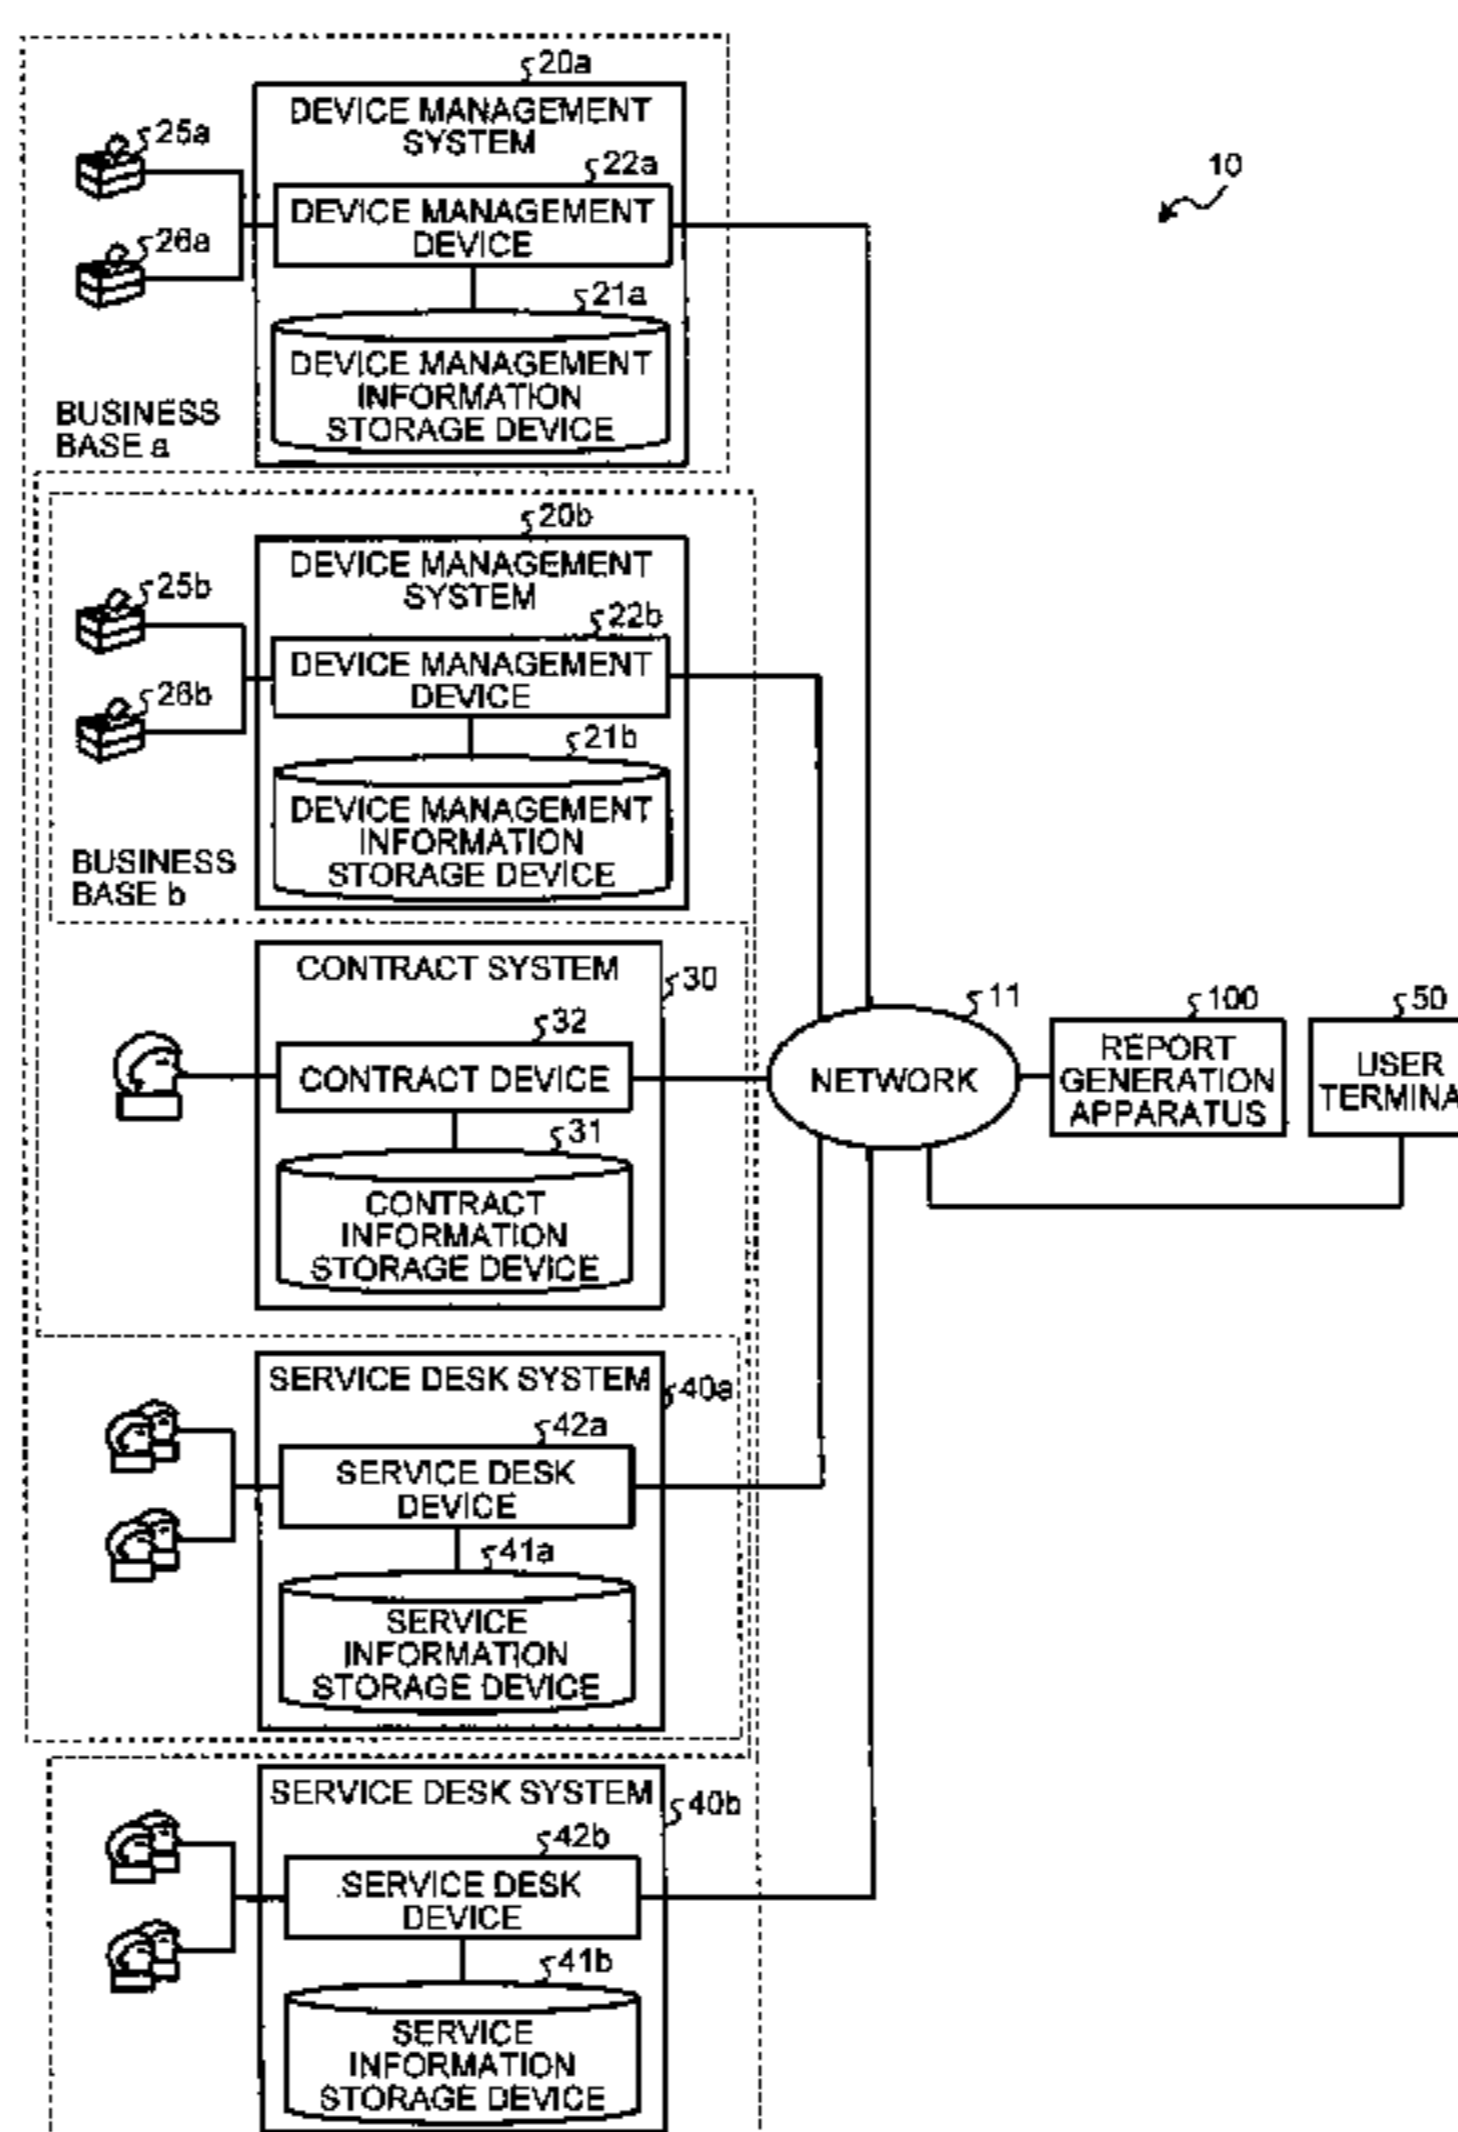 20a
DEVICE MANAGEMENT
SYSTEM
25a
22a
10
DEVICE MANAGEMENT
DEVICE
26a
21a
DEVICE MANAGEMENT
INFORMATION
STORAGE DEVICE
BUSINESS
BASE a
20b
DEVICE MANAGEMENT
SYSTEM
25b
22b
DEVICE MANAGEMENT
DEVICE
26b
21b
DEVICE MANAGEMENT
INFORMATION
STORAGE DEVICE
BUSINESS
BASE b
CONTRACT SYSTEM
30
32
CONTRACT DEVICE
31
CONTRACT
INFORMATION
STORAGE DEVICE
11
NETWORK
100
REPORT
GENERATION
APPARATUS
50
USER
TERMINA
SERVICE DESK SYSTEM
40a
42a
SERVICE DESK
DEVICE
41a
SERVICE
INFORMATION
STORAGE DEVICE
SERVICE DESK SYSTEM
40b
42b
SERVICE DESK
DEVICE
41b
SERVICE
INFORMATION
STORAGE DEVICE